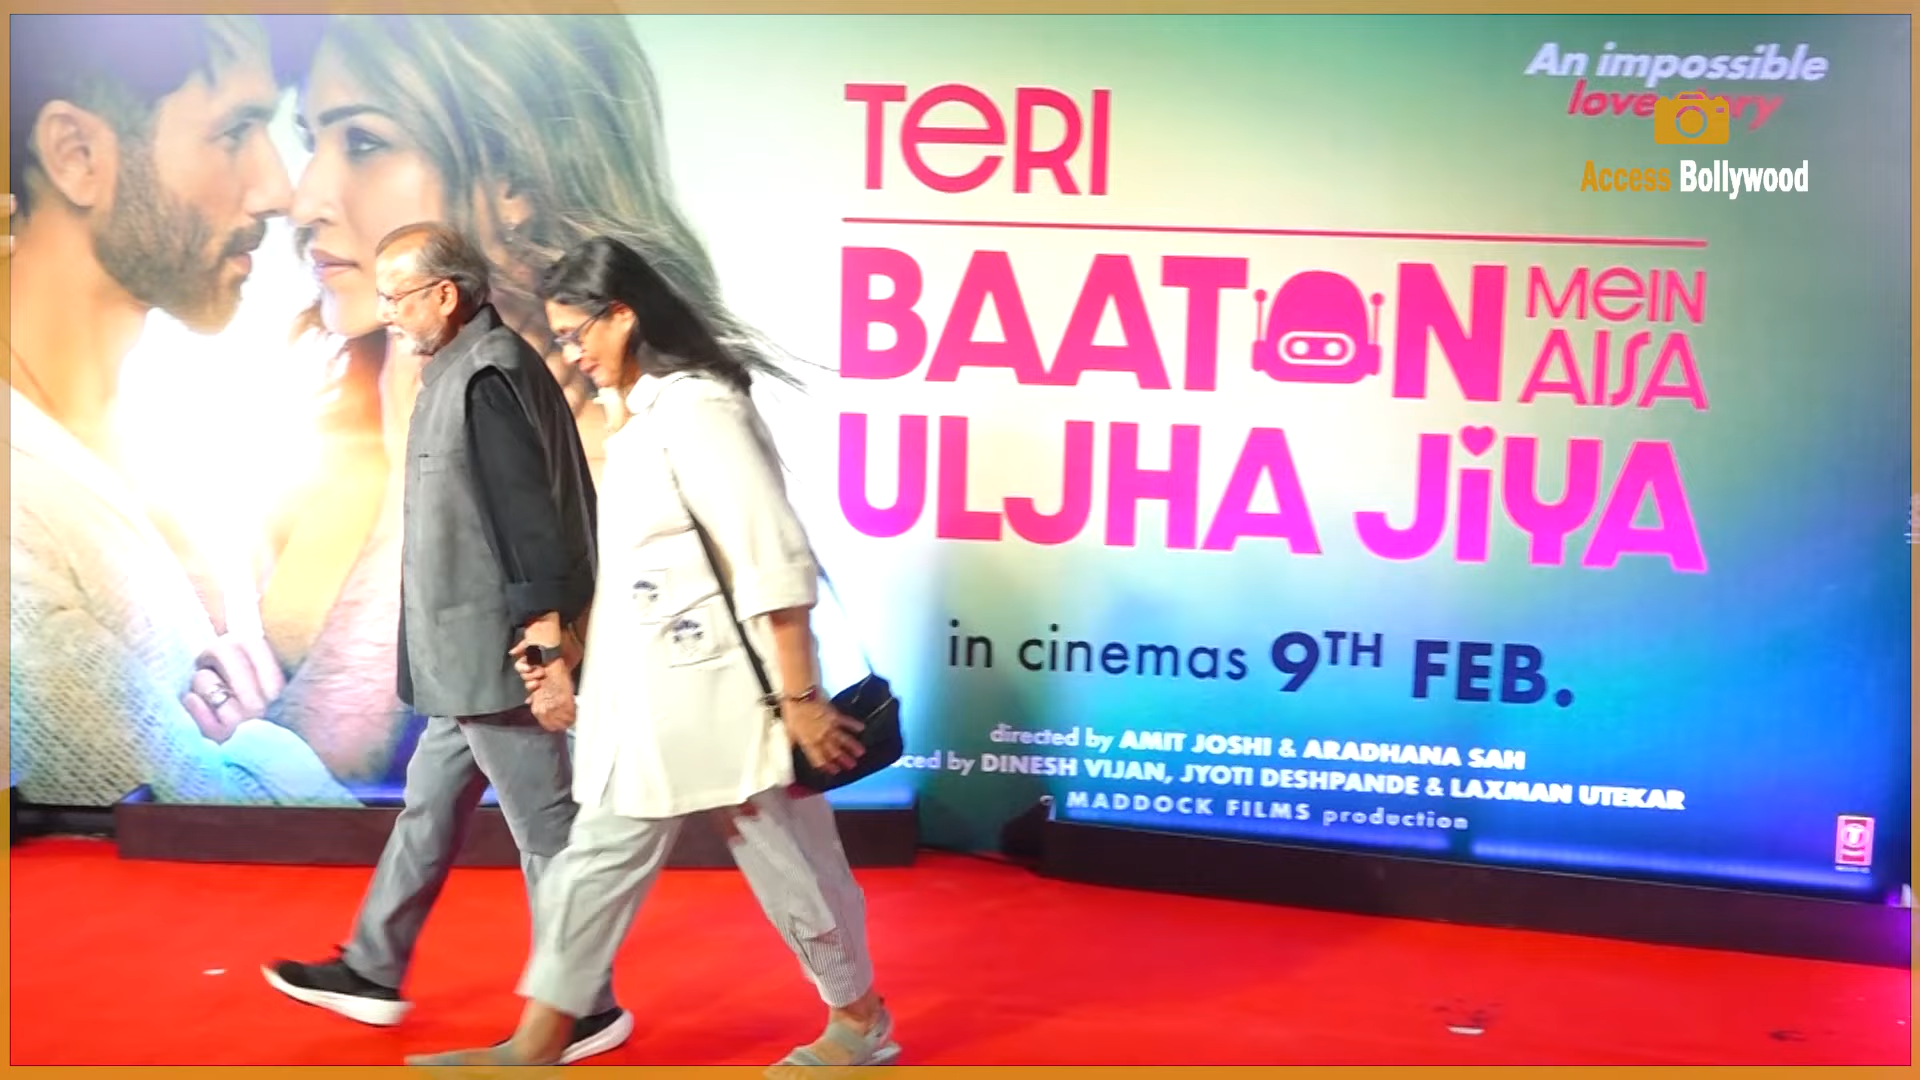 An impossible
love
Access Bollywood
TeRI
BAATON MeIN
AISA
ULJHA JiYA
in cinemas 9TH FEB.
directed by AMIT JOSHI & ARADHANA SAH
by DINESH VIJAN, JYOTI DESHPANDE & LAXMAN UTEKAR
MADDOCK FILMS production